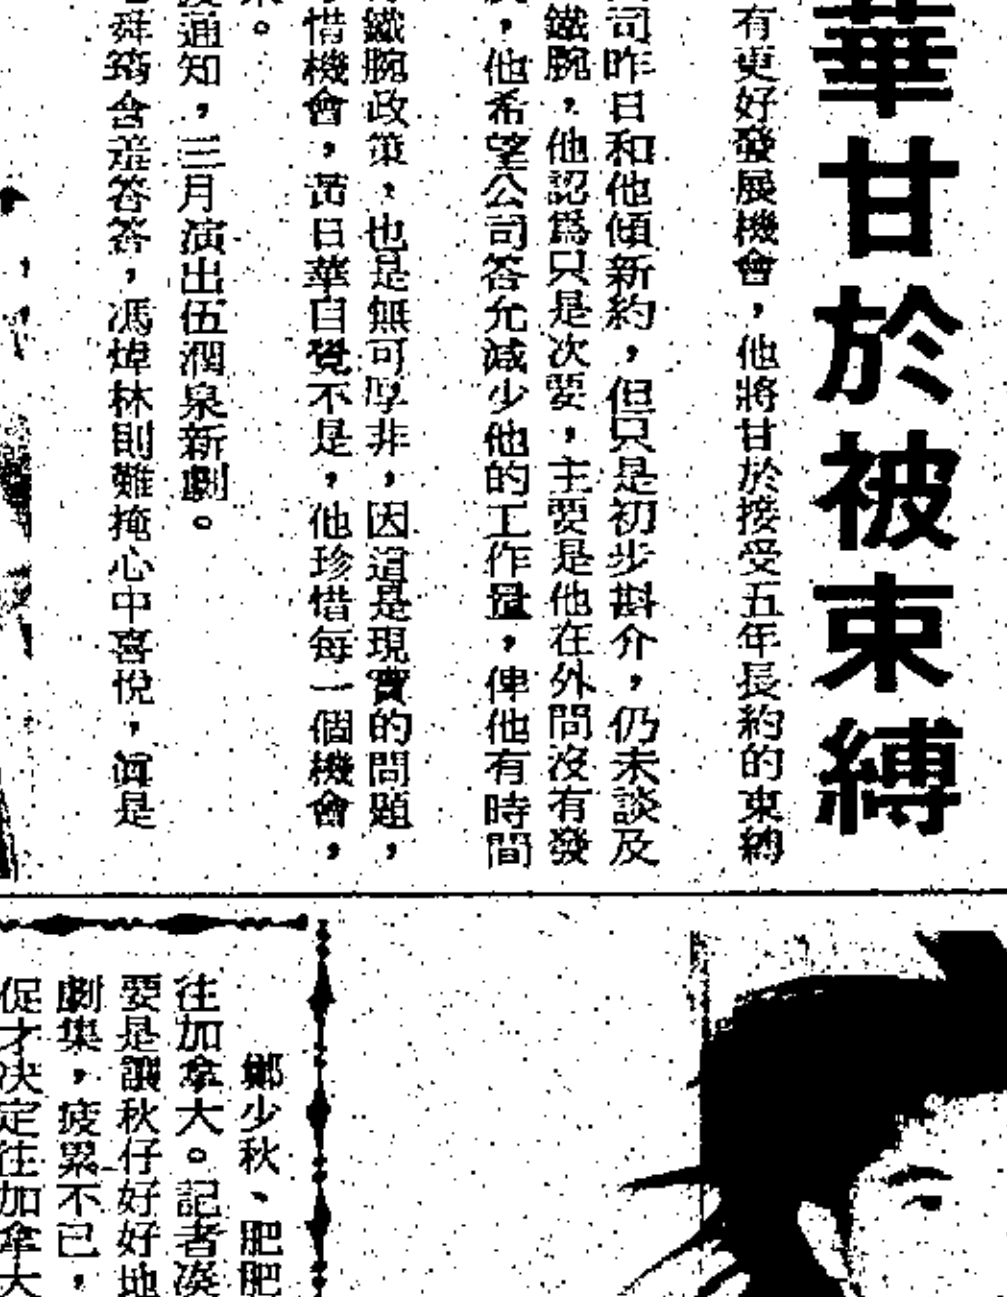 華甘於被束縛
有更好發展機會，他將甘於接受五年長約的束縛
司昨日和他傾新約，但只是初步斟介，仍未談及
鐵腕，他認爲只是次要，主要是他在外間沒有發
，他希望公司答允減少他的工作量，俾他有時間
鐵腕政策、也是無可厚非，因這是現實的問題，
惜機會，黃日華自覺不是，他珍惜每一個機會，
。
通知，三月演出伍潤泉新劇。
舜筠含羞答答，馮煒林則難掩心中喜悅，眞是
鄭少秋、肥肥
往加拿大。記者湊
要是讓秋仔好好地
劇集，疲累不已，
促才决定往加拿大